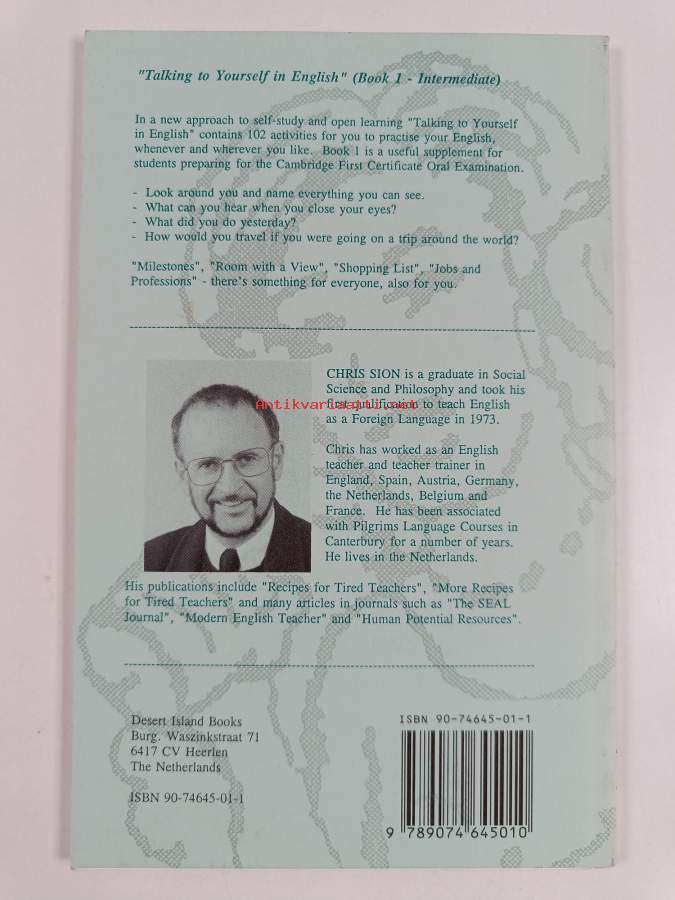 "Talking to Yourself in English" (Book 1 - Intermediate)
In a new approach to self-study and open learning "Talking to Yourself
in English" contains 102 activities for you to practise your English,
whenever and wherever you like. Book 1 is a useful supplement for
students preparing for the Cambridge First Certificate Oral Examination.
- Look around you and name everything you can see.
- What can you hear when you close your eyes?
- What did you do yesterday?
- How would you travel if you were going on a trip around the world?
"Milestones", "Room with a View", "Shopping List", "Jobs and
Professions" - there's something for everyone, also for you.
CHRIS SION is a graduate in Social
Science and Philosophy and took his
first qualification to teach English
as a Foreign Language in 1973.
Antikvariaatti.net
Chris has worked as an English
teacher and teacher trainer in
England, Spain, Austria, Germany,
the Netherlands, Belgium and
France. He has been associated
with Pilgrims Language Courses in
Canterbury for a number of years.
He lives in the Netherlands.
His publications include "Recipes for Tired Teachers", "More Recipes
for Tired Teachers" and many articles in journals such as "The SEAL
Journal", "Modern English Teacher" and "Human Potential Resources".
Desert Island Books
Burg. Waszinkstraat 71
6417 CV Heerlen
The Netherlands
ISBN 90-74645-01-1
ISBN 90-74645-01-1
9 789074 645010